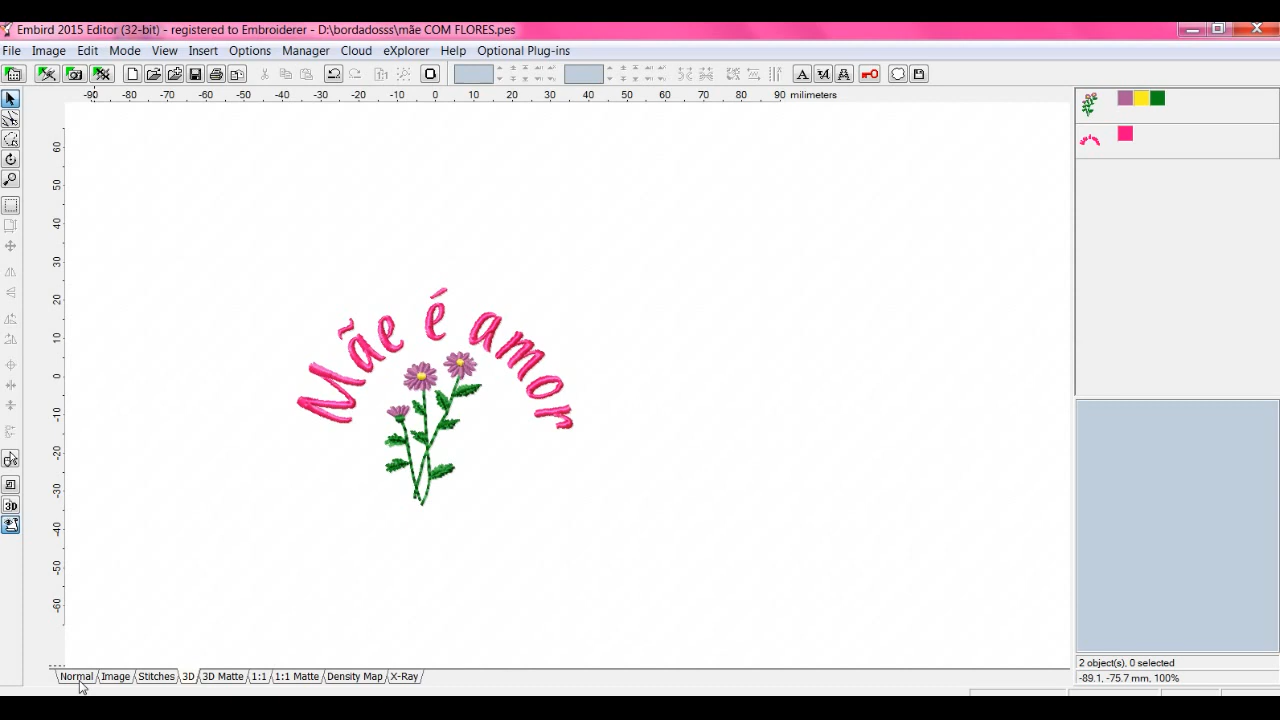 Embird 2015 Editor (32-bit) - registered to Embroiderer - D:\bordadosss\mãe COM FLORES.pes
File Image Edit Mode View Insert Options Manager Cloud eXplorer Help Optional Plug-ins
-90 -80 -70 -60 -50 -40 -30 -20 -10 0 10 20 30 40 50 60 70 80 90 milimeters
60
50
40
30
20
10
0
-10
-20
-30
-40
-50
-60
Mãe é amor
3D
Normal Image Stitches 3D 3D Matte 1:1 1:1 Matte Density Map X-Ray
2 object(s). 0 selected
-89.1, -75.7 mm, 100%